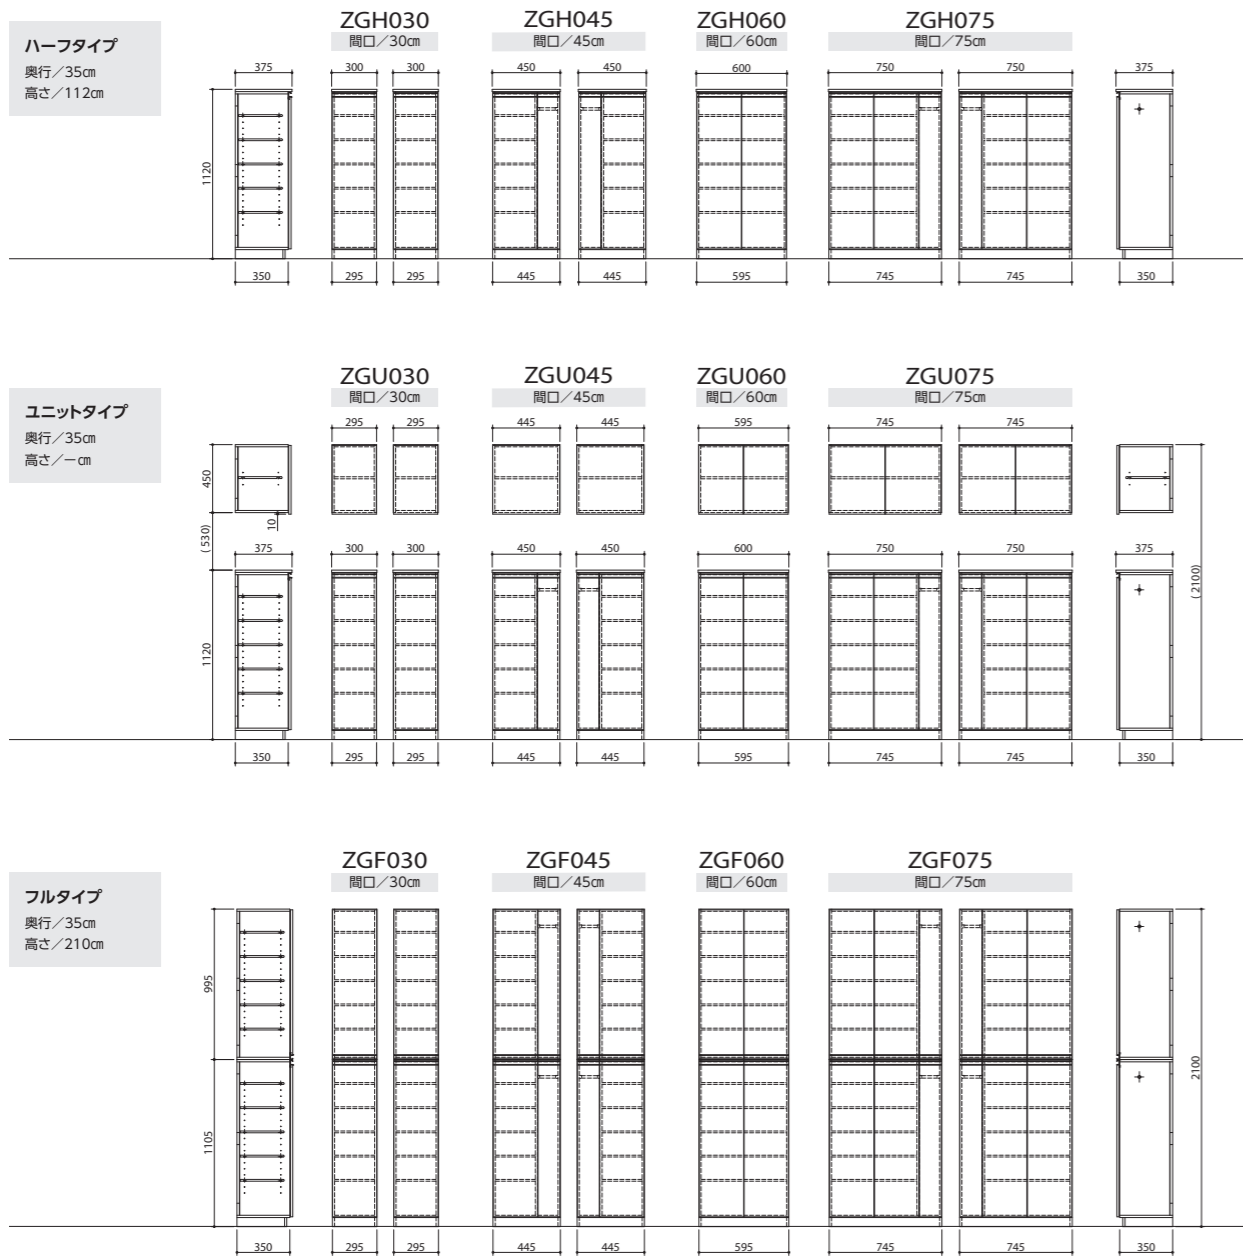 ハーフタイプ
奥行／35㎝
高さ／112㎝
ZGH030 ZGH045 ZGH060 ZGH075
間口／30㎝ 間口／45㎝ 間口／60㎝ 間口／75㎝
375 300 300 450 450 600 750 750 375
1120
350 295 295 445 445 595 745 745 350
ユニットタイプ
奥行／35㎝
高さ／ー㎝
ZGU030 ZGU045 ZGU060 ZGU075
間口／30㎝ 間口／45㎝ 間口／60㎝ 間口／75㎝
295 295 445 445 595 745 745
450
10
(530)
375 300 300 450 450 600 750 750 375
(2100)
1120
350 295 295 445 445 595 745 745 350
フルタイプ
奥行／35㎝
高さ／210㎝
ZGF030 ZGF045 ZGF060 ZGF075
間口／30㎝ 間口／45㎝ 間口／60㎝ 間口／75㎝
995
2100
1105
350 295 295 445 445 595 745 745 350